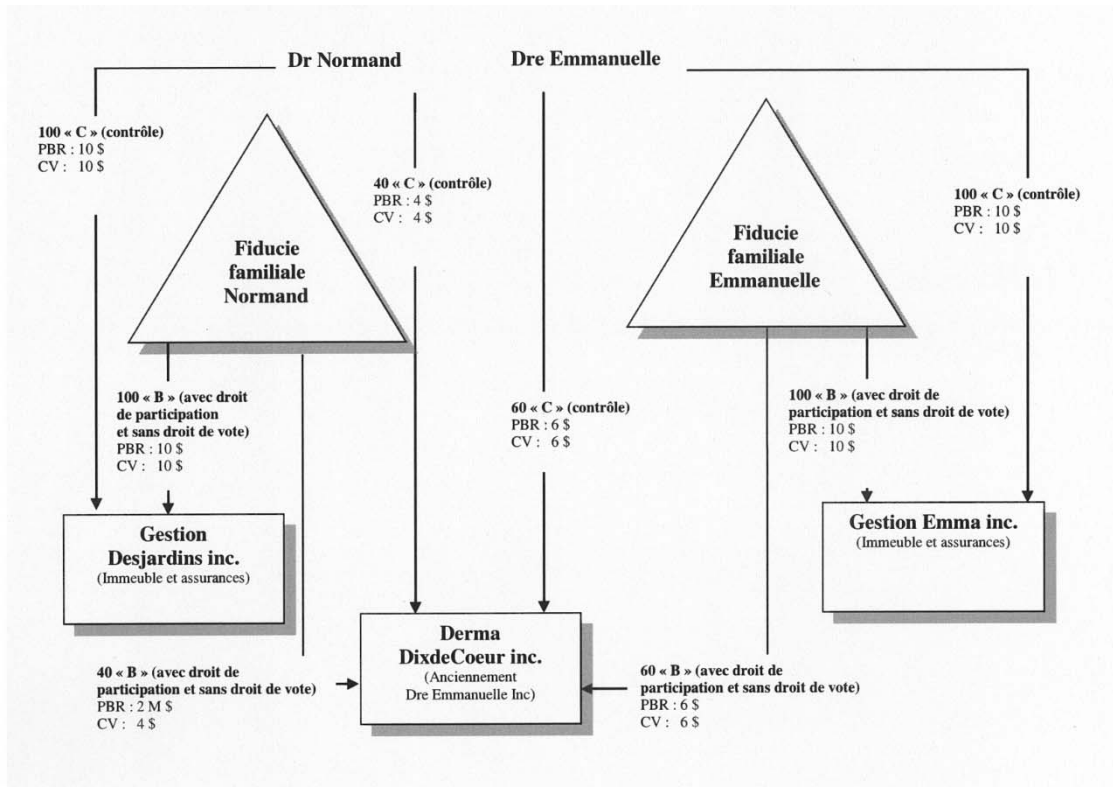 Dr Normand
Dre Emmanuelle
100 « C » (contrôle)
PBR : 10 $
CV : 10 $
40 « C » (contrôle)
PBR : 4 $
CV : 4 $
100 « C » (contrôle)
PBR : 10 $
CV : 10 $
Fiducie
familiale
Normand
Fiducie
familiale
Emmanuelle
100 « B » (avec droit
de participation
et sans droit de vote)
PBR : 10 $
CV : 10 $
60 « C » (contrôle)
PBR : 6 $
CV : 6 $
100 « B » (avec droit de
participation et sans droit de vote)
PBR : 10 $
CV : 10 $
Gestion
Desjardins inc.
(Immeuble et assurances)
Gestion Emma inc.
(Immeuble et assurances)
Derma
DixdeCoeur inc.
(Anciennement
Dre Emmanuelle Inc)
40 « B » (avec droit de
participation et sans droit de vote)
PBR : 2 M $
CV : 4 $
60 « B » (avec droit de
participation et sans droit de vote)
PBR : 6 $
CV : 6 $